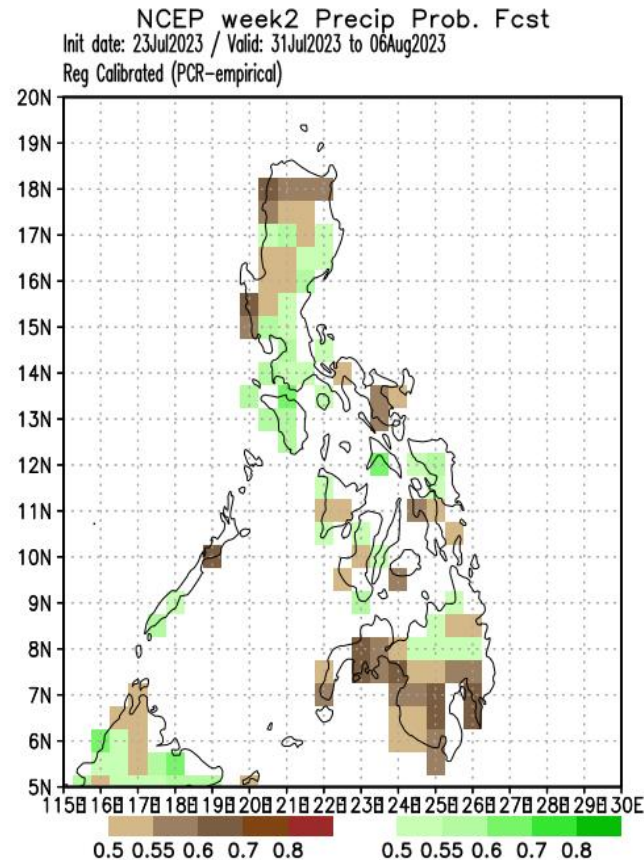 NCEP week2 Precip Prob. Fcst
Init date: 23Jul2023 / Valid: 31Jul2023 to 06Aug2023
Reg Calibrated (PCR-empirical)
20N
19N
18N
17N
16N
15N
14N
13N
12N
11N
10N
9N
8N
7N
6N
5N
115E 116E 117E 118E 119E 120E 121E 122E 123E 124E 125E 126E 127E 128E 129E 130E
0.5 0.55 0.6 0.7 0.8 0.5 0.55 0.6 0.7 0.8